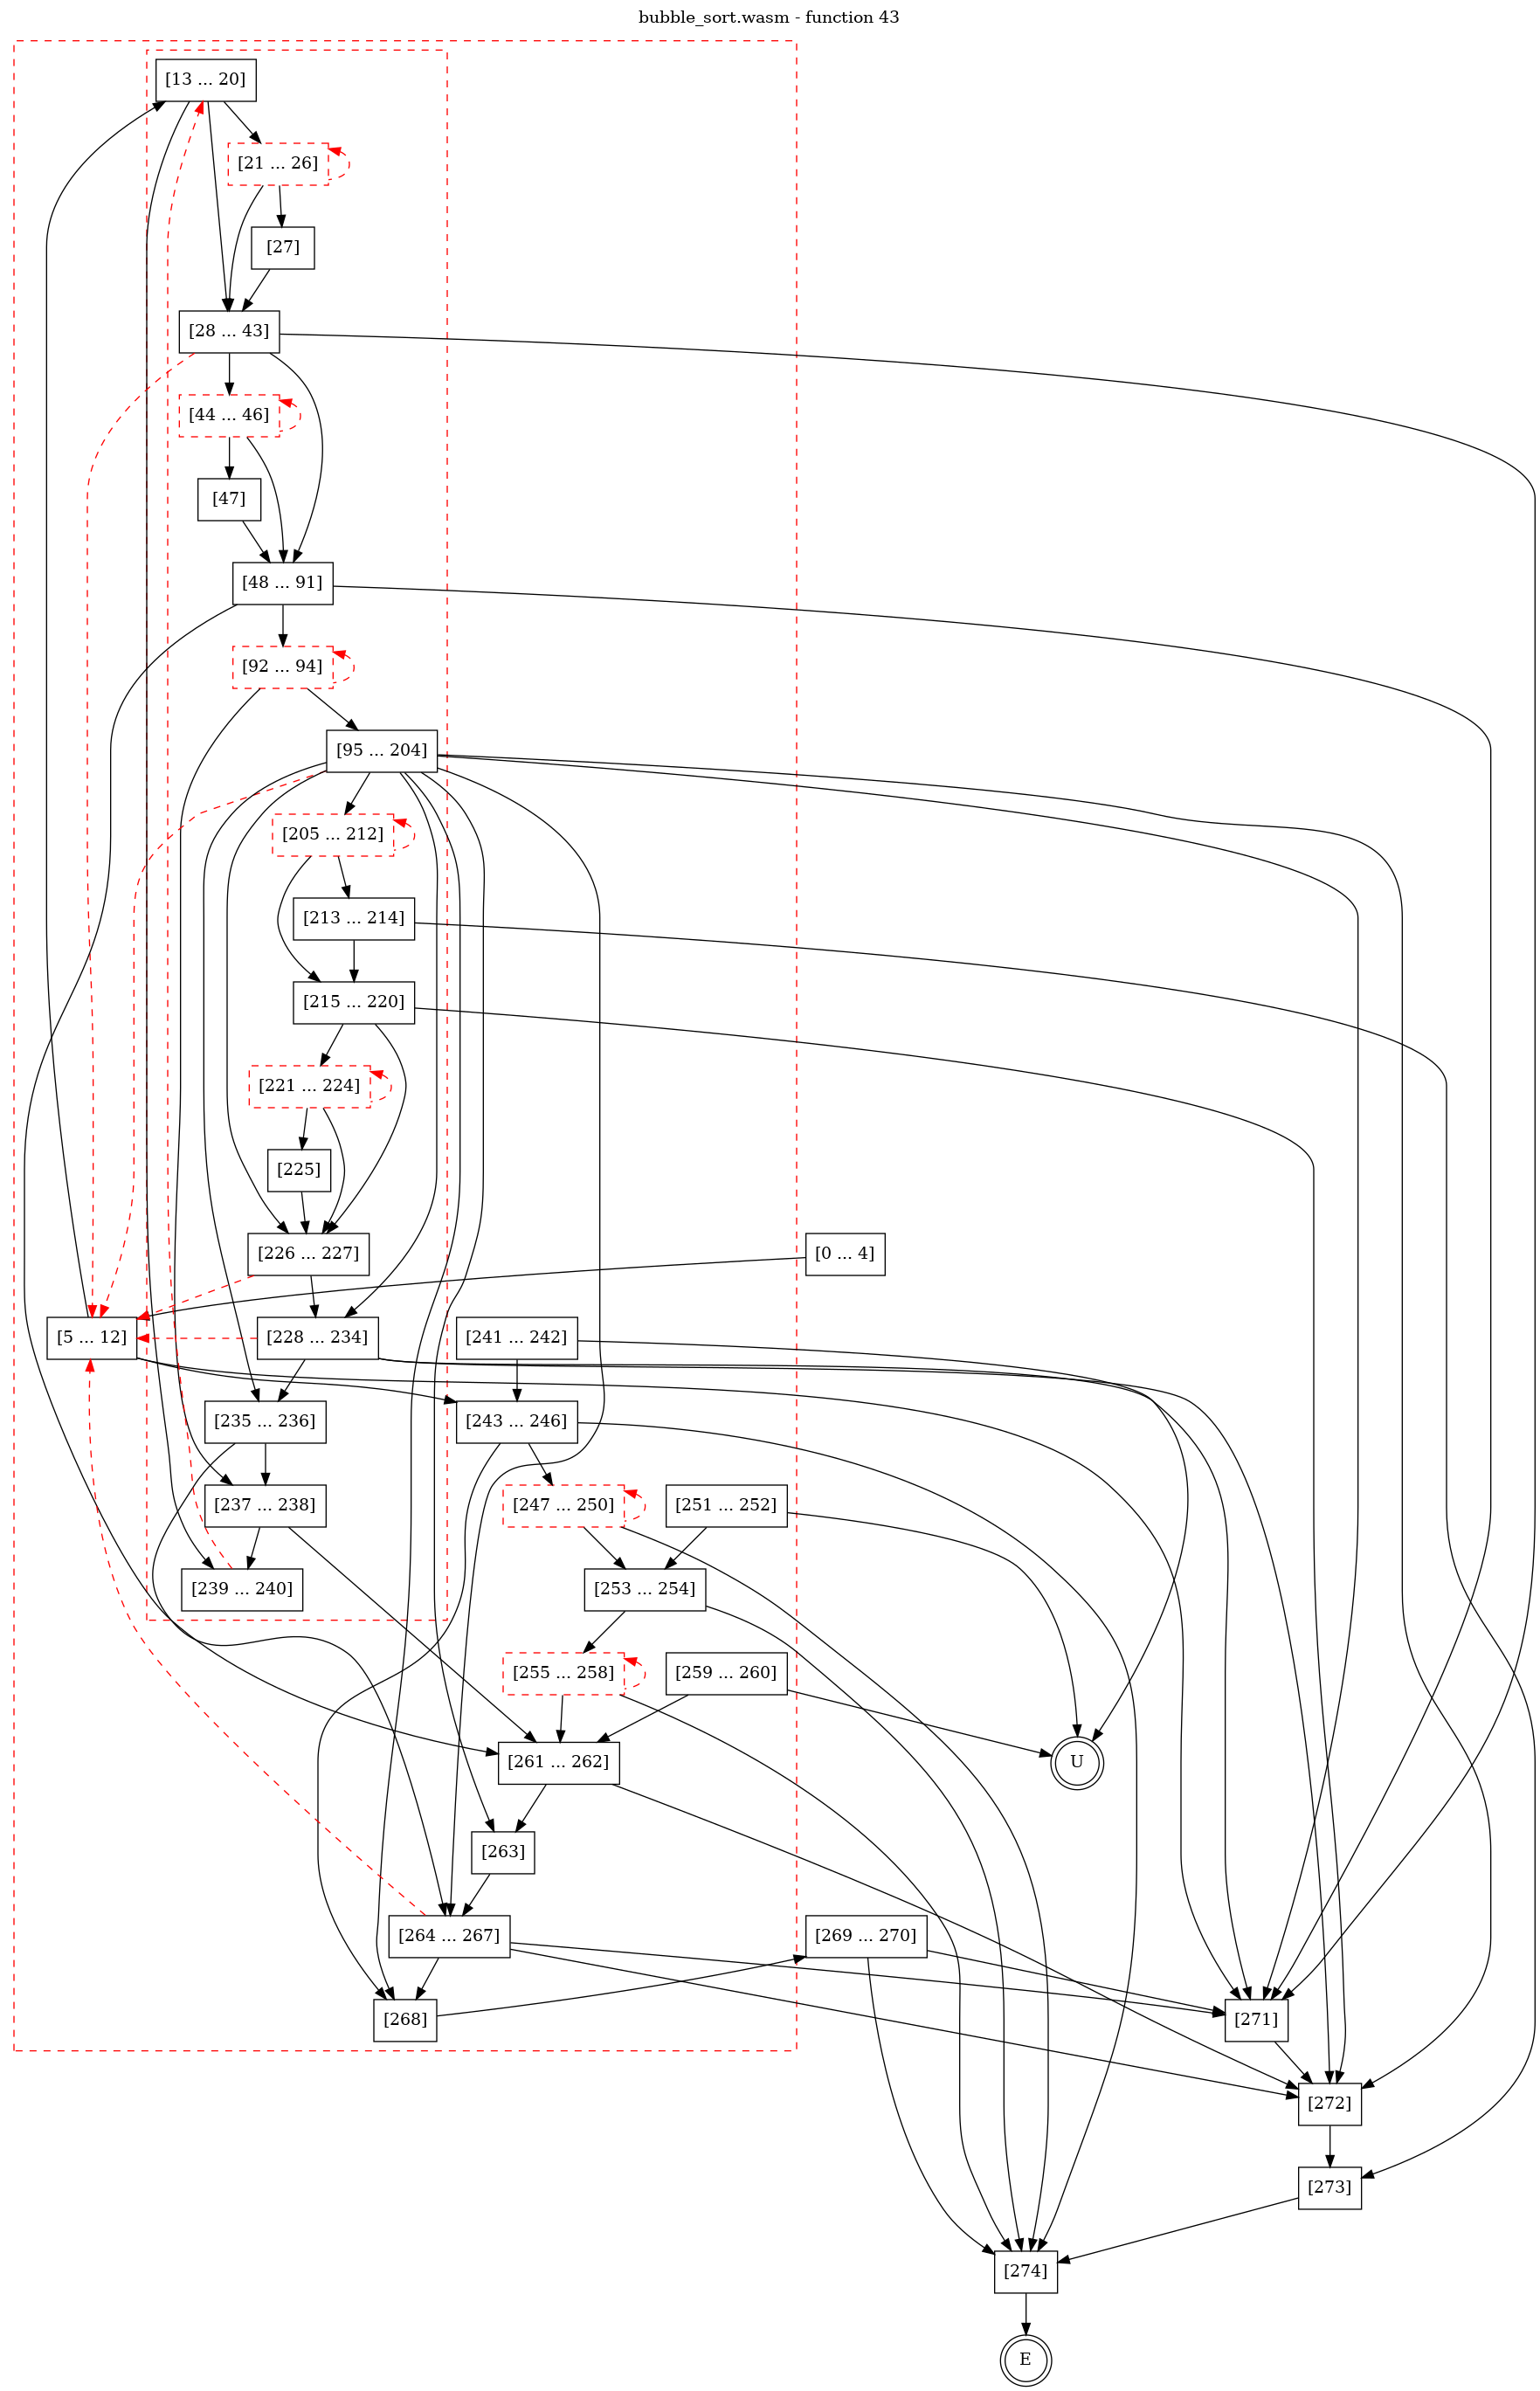 bubble_sort.wasm - function 43
[13 ... 20]
[21 ... 26]
[27]
[28 ... 43]
[44 ... 46]
[47]
[48 ... 91]
[92 ... 94]
[95 ... 204]
[205 ... 212]
[213 ... 214]
[215 ... 220]
[221 ... 224]
[225]
[226 ... 227]
[0 ... 4]
[5 ... 12]
[228 ... 234]
[241 ... 242]
[235 ... 236]
[243 ... 246]
[237 ... 238]
[247 ... 250]
[251 ... 252]
[239 ... 240]
[253 ... 254]
[255 ... 258]
[259 ... 260]
[261 ... 262]
U
[263]
[264 ... 267]
[269 ... 270]
[268]
[271]
[272]
[273]
[274]
E